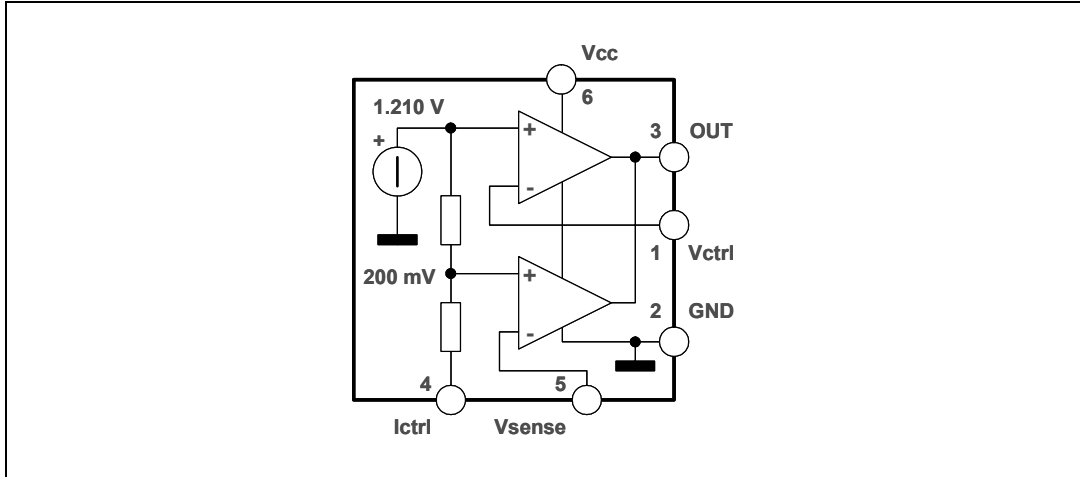 Vcc
6
1.210 V
+
+
-
3 OUT
1 Vctrl
200 mV
+
-
2 GND
4
5
Ictrl
Vsense